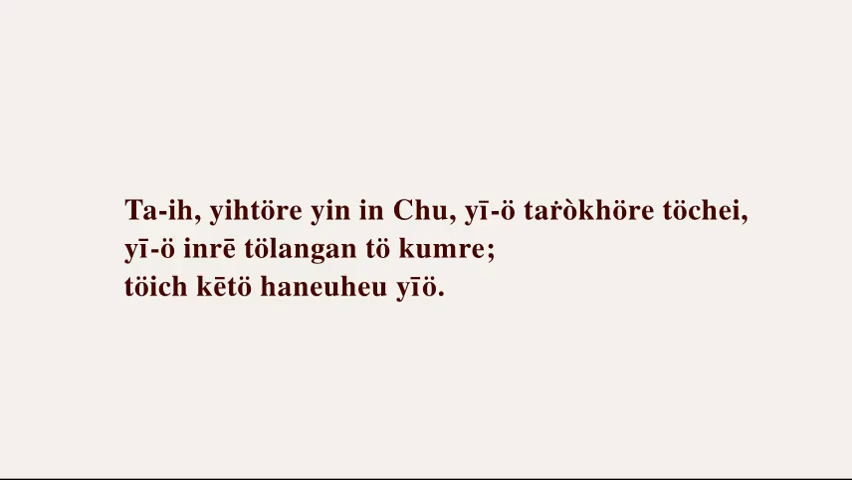 Ta-ih, yihtöre yin in Chu, yī-ö taṙòkhöre töchei,
yī-ö inrē tölangan tö kumre;
töich kētö haneuheu yīö.